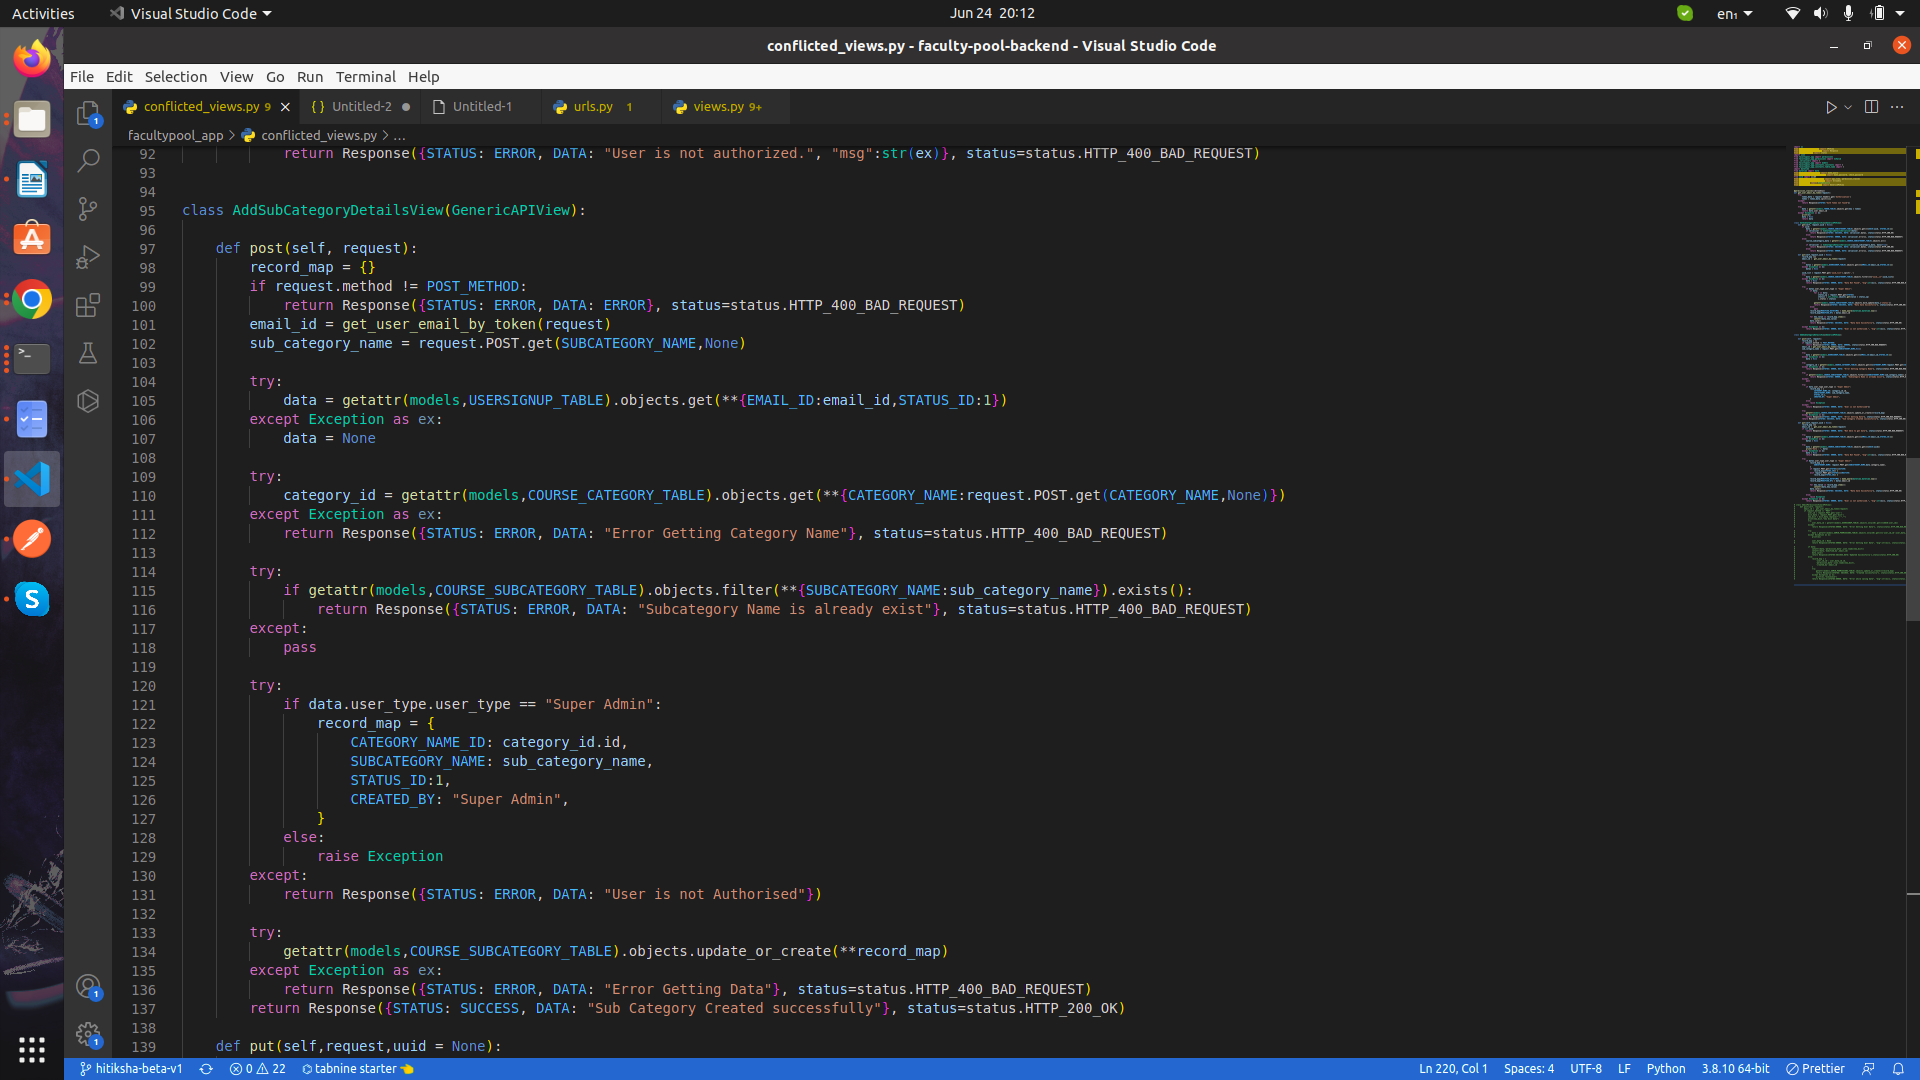 Activities Visual Studio Code Jun 24 20:12 en₁
conflicted_views.py - faculty-pool-backend - Visual Studio Code
File Edit Selection View Go Run Terminal Help
conflicted_views.py 9 {} Untitled-2 Untitled-1 urls.py 1 views.py 9+
facultypool_app > conflicted_views.py > ...
92 return Response({STATUS: ERROR, DATA: "User is not authorized.", "msg":str(ex)}, status=status.HTTP_400_BAD_REQUEST)
93
94
95 class AddSubCategoryDetailsView(GenericAPIView):
96
97 def post(self, request):
98 record_map = {}
99 if request.method != POST_METHOD:
100 return Response({STATUS: ERROR, DATA: ERROR}, status=status.HTTP_400_BAD_REQUEST)
101 email_id = get_user_email_by_token(request)
102 sub_category_name = request.POST.get(SUBCATEGORY_NAME,None)
103
104 try:
105 data = getattr(models,USERSIGNUP_TABLE).objects.get(**{EMAIL_ID:email_id,STATUS_ID:1})
106 except Exception as ex:
107 data = None
108
109 try:
110 category_id = getattr(models,COURSE_CATEGORY_TABLE).objects.get(**{CATEGORY_NAME:request.POST.get(CATEGORY_NAME,None)})
111 except Exception as ex:
112 return Response({STATUS: ERROR, DATA: "Error Getting Category Name"}, status=status.HTTP_400_BAD_REQUEST)
113
114 try:
115 if getattr(models,COURSE_SUBCATEGORY_TABLE).objects.filter(**{SUBCATEGORY_NAME:sub_category_name}).exists():
116 return Response({STATUS: ERROR, DATA: "Subcategory Name is already exist"}, status=status.HTTP_400_BAD_REQUEST)
117 except:
118 pass
119
120 try:
121 if data.user_type.user_type == "Super Admin":
122 record_map = {
123 CATEGORY_NAME_ID: category_id.id,
124 SUBCATEGORY_NAME: sub_category_name,
125 STATUS_ID:1,
126 CREATED_BY: "Super Admin",
127 }
128 else:
129 raise Exception
130 except:
131 return Response({STATUS: ERROR, DATA: "User is not Authorised"})
132
133 try:
134 getattr(models,COURSE_SUBCATEGORY_TABLE).objects.update_or_create(**record_map)
135 except Exception as ex:
136 return Response({STATUS: ERROR, DATA: "Error Getting Data"}, status=status.HTTP_400_BAD_REQUEST)
137 return Response({STATUS: SUCCESS, DATA: "Sub Category Created successfully"}, status=status.HTTP_200_OK)
138
139 def put(self,request,uuid = None):
hitiksha-beta-v1 0 22 tabnine starter Ln 220, Col 1 Spaces: 4 UTF-8 LF Python 3.8.10 64-bit Prettier